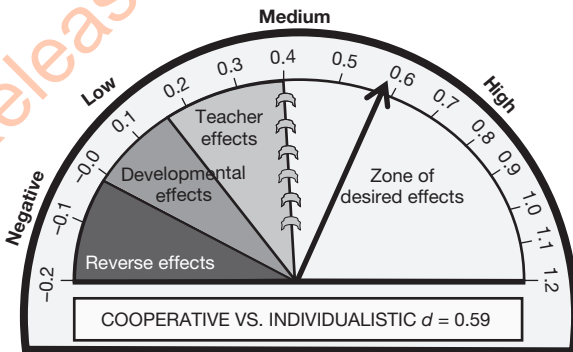 Release
Medium
Low
High
Negative
-0.2
-0.1
-0.0
0.1
0.2
0.3
0.4
0.5
0.6
0.7
0.8
0.9
1.0
1.1
1.2
Teacher
effects
Developmental
effects
Reverse effects
Zone of
desired effects
COOPERATIVE VS. INDIVIDUALISTIC d = 0.59